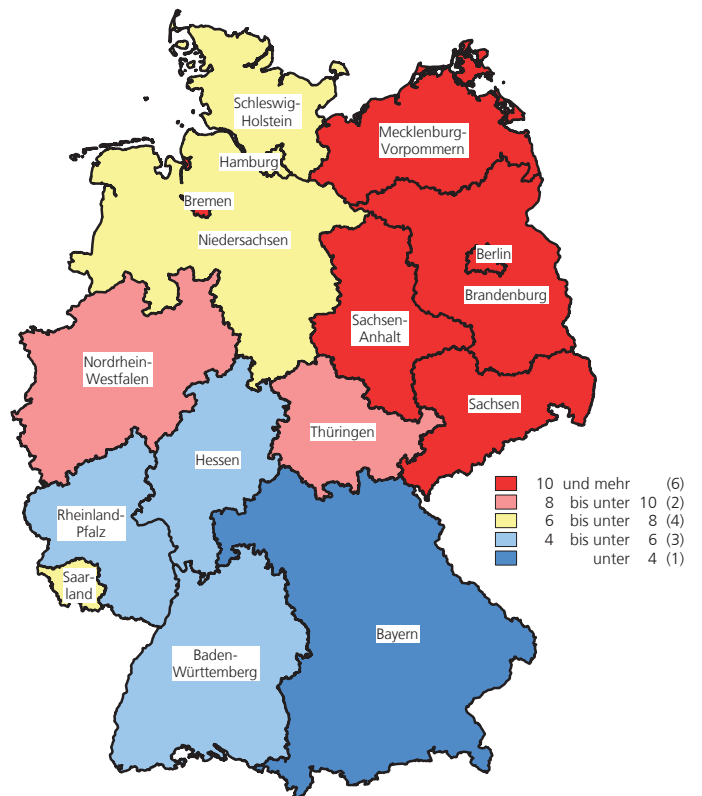 Schleswig-
Holstein
Mecklenburg-
Vorpommern
Hamburg
Bremen
Niedersachsen
Berlin
Brandenburg
Sachsen-
Anhalt
Nordrhein-
Westfalen
Sachsen
Thüringen
Hessen
Rheinland-
Pfalz
Saar-
land
Bayern
Baden-
Württemberg
10 und mehr (6)
8 bis unter 10 (2)
6 bis unter 8 (4)
4 bis unter 6 (3)
unter 4 (1)